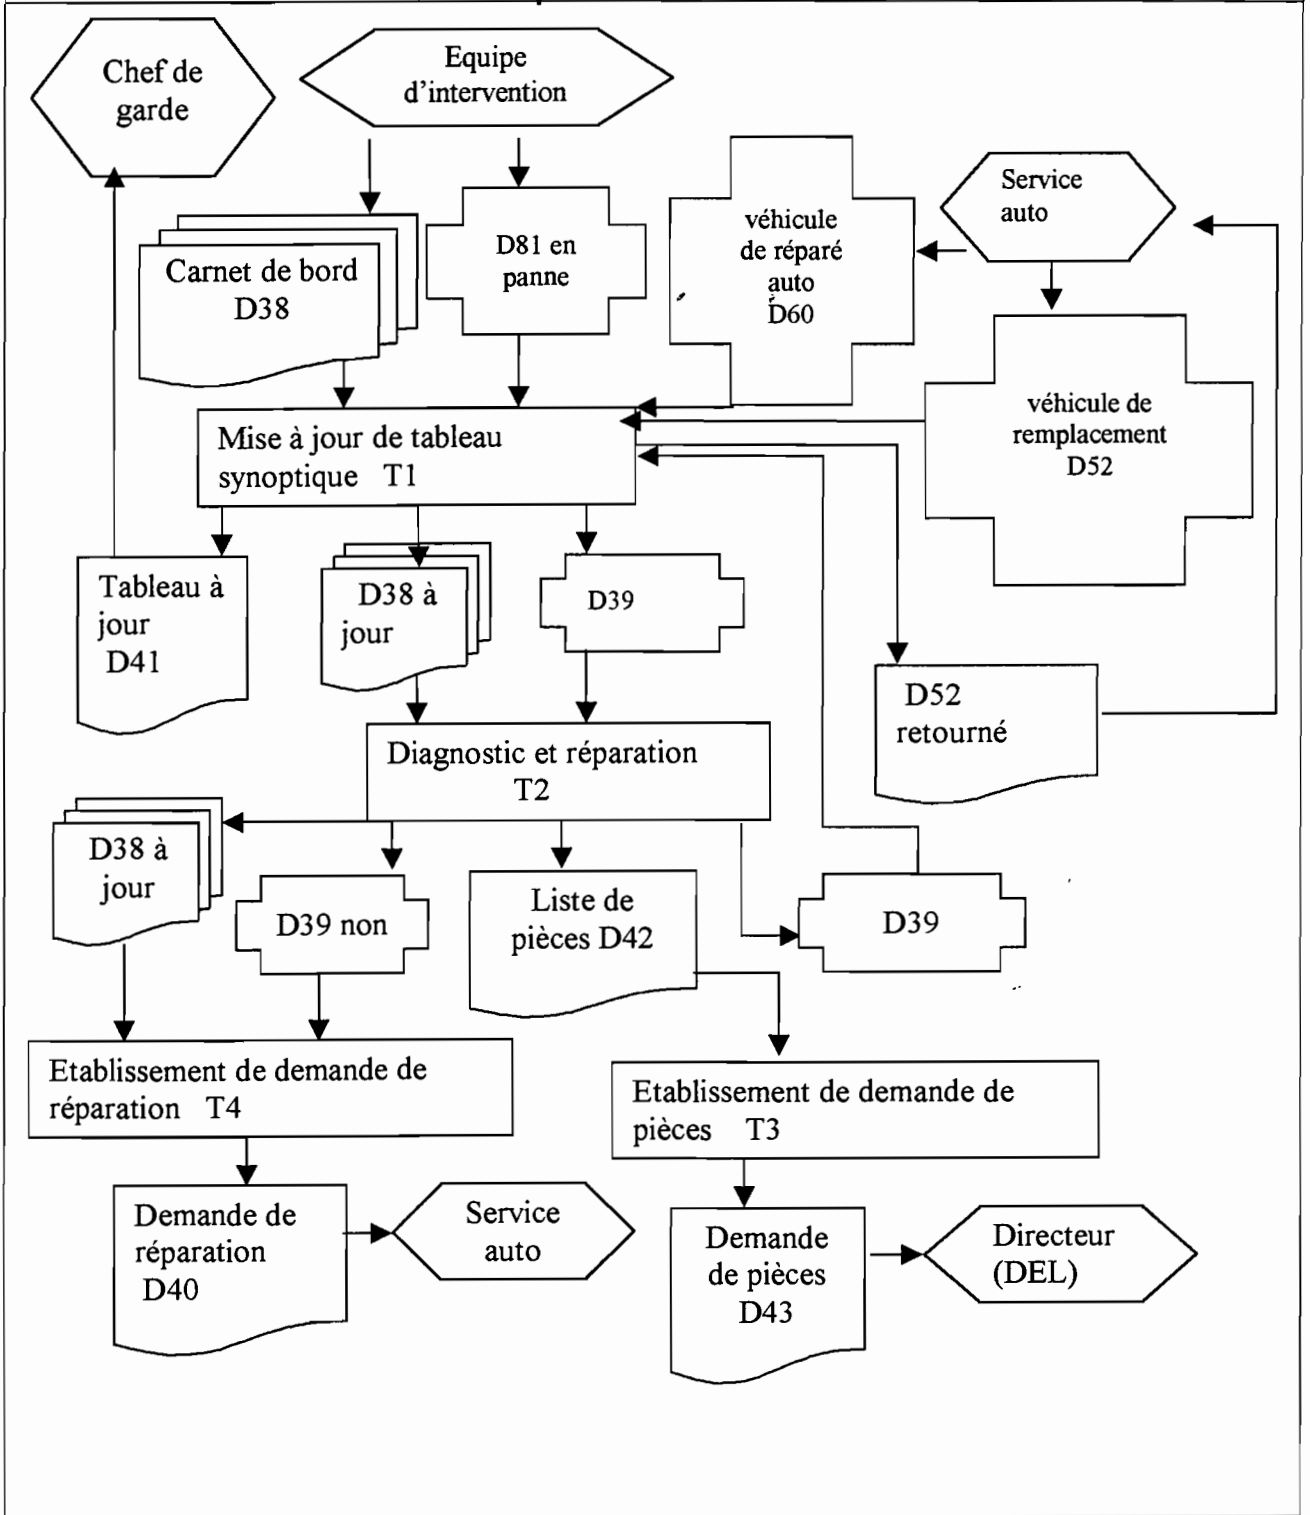 Chef de
garde
Equipe
d'intervention
Service
auto
véhicule
de réparé
auto
D60
D81 en
panne
Carnet de bord
D38
véhicule de
remplacement
D52
Mise à jour de tableau
synoptique T1
Tableau à
jour
D41
D38 à
jour
D39
D52
retourné
Diagnostic et réparation
T2
D38 à
jour
D39 non
Liste de
pièces D42
D39
Etablissement de demande de
réparation T4
Etablissement de demande de
pièces T3
Demande de
réparation
D40
Service
auto
Demande
de pièces
D43
Directeur
(DEL)